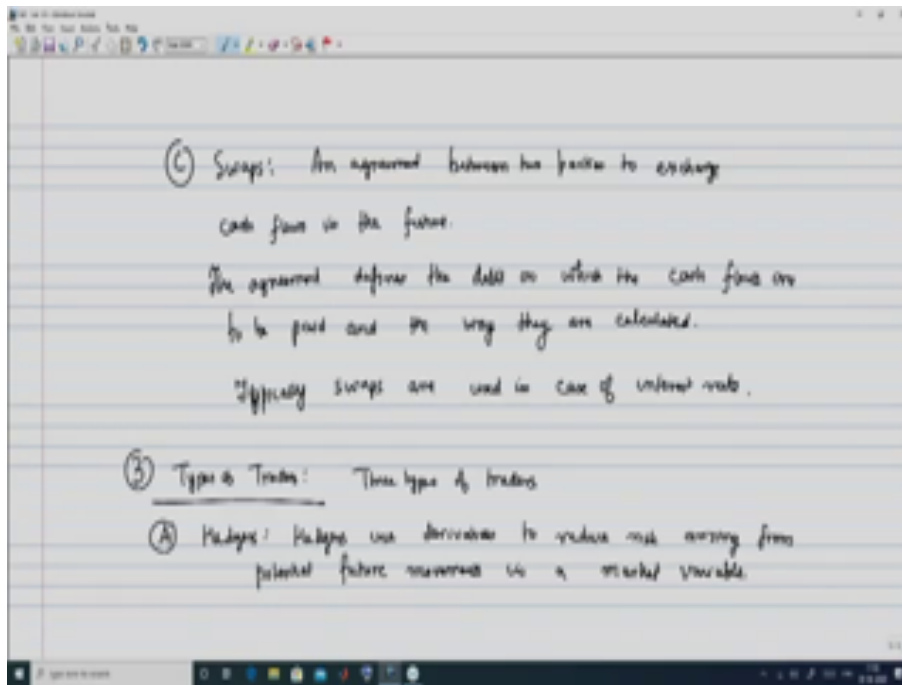 Ⓒ Swaps: An agreement between two parties to exchange
cash flows in the future.
The agreement defines the dates on which the cash flows are
to be paid and the way they are calculated.
Typically swaps are used in case of interest rate.
③ Types of Traders: Three types of traders
Ⓐ Hedgers: Hedgers use derivatives to reduce risk arising from
potential future movements in a market variable.